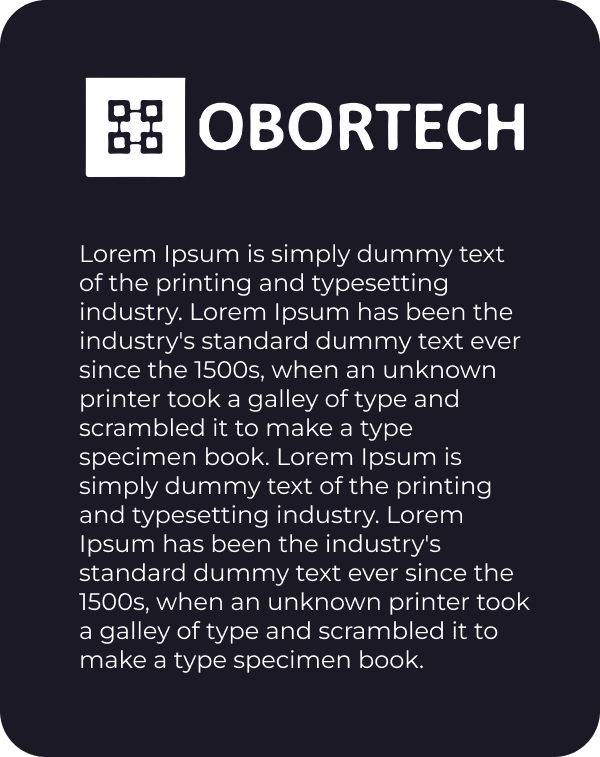 OBORTECH
Lorem Ipsum is simply dummy text
of the printing and typesetting
industry. Lorem Ipsum has been the
industry's standard dummy text ever
since the 1500s, when an unknown
printer took a galley of type and
scrambled it to make a type
specimen book. Lorem Ipsum is
simply dummy text of the printing
and typesetting industry. Lorem
Ipsum has been the industry's
standard dummy text ever since the
1500s, when an unknown printer took
a galley of type and scrambled it to
make a type specimen book.